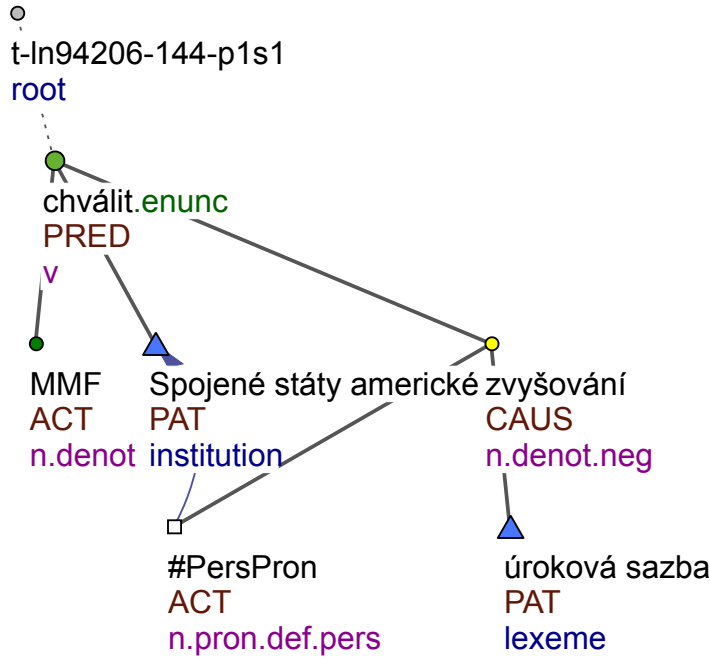 t-ln94206-144-p1s1
root
chválit.enunc
PRED
v
MMF Spojené státy americké zvyšování
ACT PAT CAUS
n.denot institution n.denot.neg
#PersPron úroková sazba
ACT PAT
n.pron.def.pers lexeme